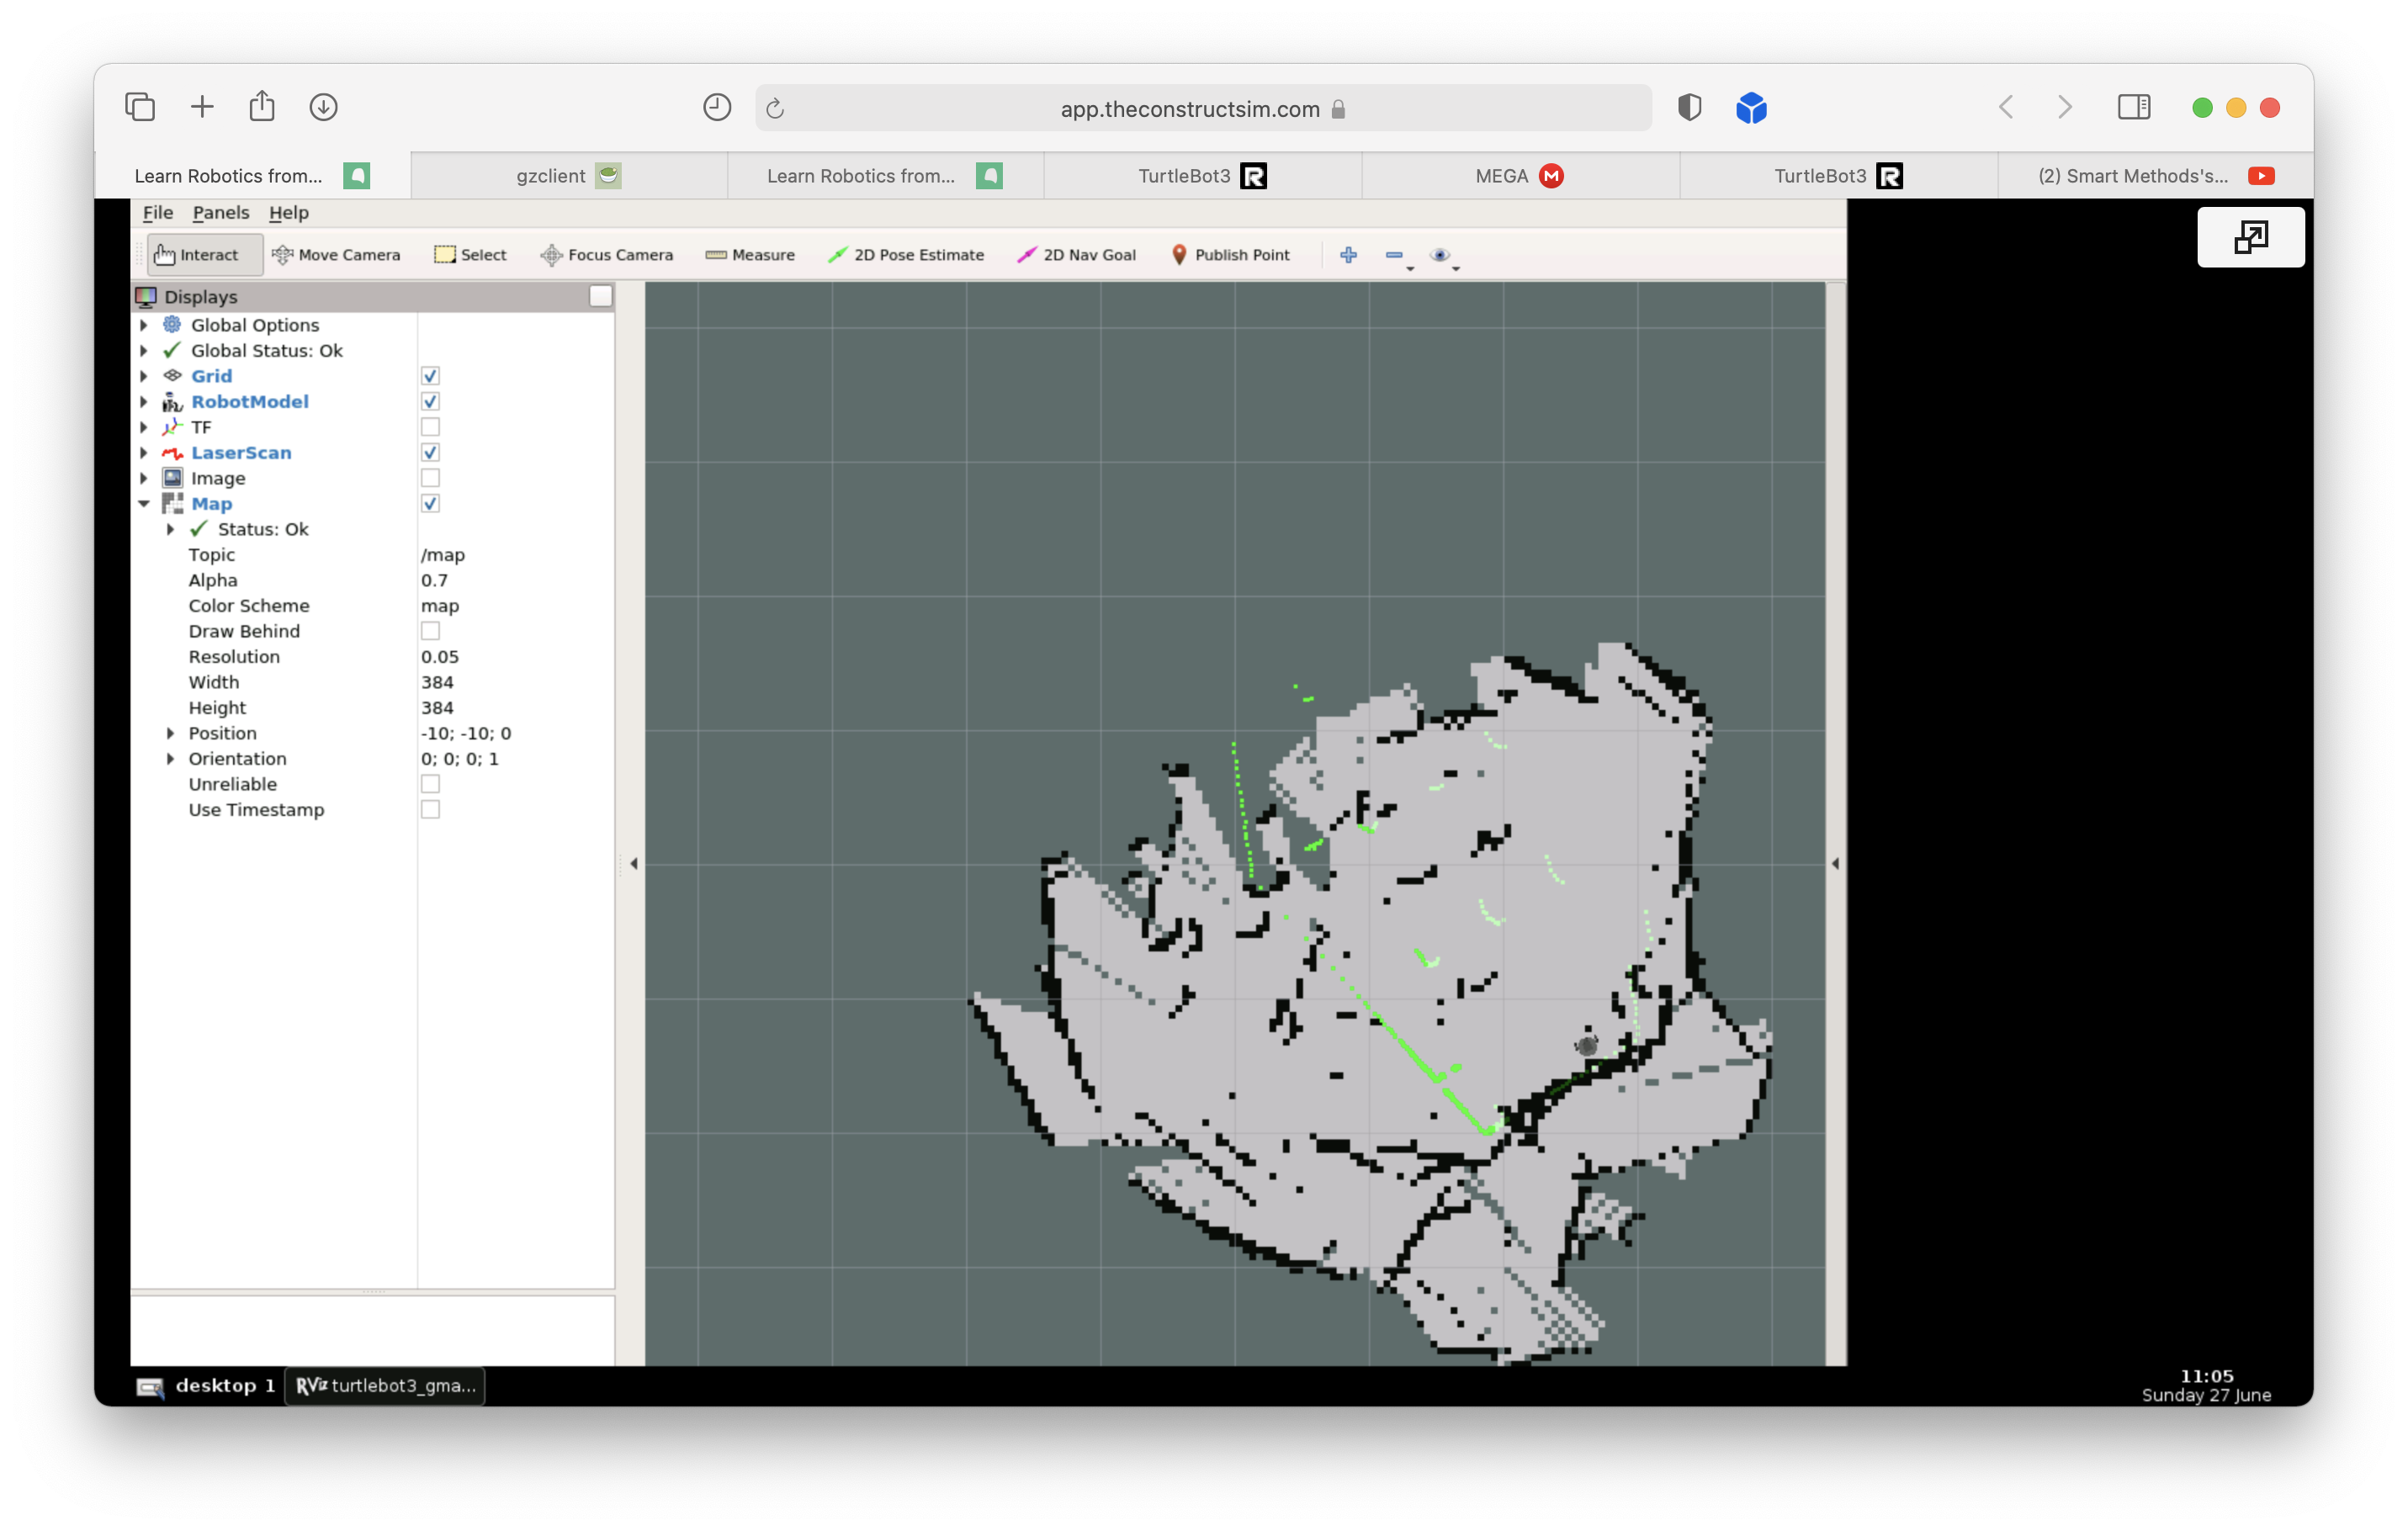 app.theconstructsim.com
Learn Robotics from... gzclient Learn Robotics from... TurtleBot3 R MEGA M TurtleBot3 R (2) Smart Methods's...
File Panels Help
Interact Move Camera Select Focus Camera Measure 2D Pose Estimate 2D Nav Goal Publish Point
Displays
Global Options
Global Status: Ok
Grid
RobotModel
TF
LaserScan
Image
Map
Status: Ok
Topic /map
Alpha 0.7
Color Scheme map
Draw Behind
Resolution 0.05
Width 384
Height 384
Position -10; -10; 0
Orientation 0; 0; 0; 1
Unreliable
Use Timestamp
desktop 1 RViz turtlebot3_gma... 11:05
Sunday 27 June